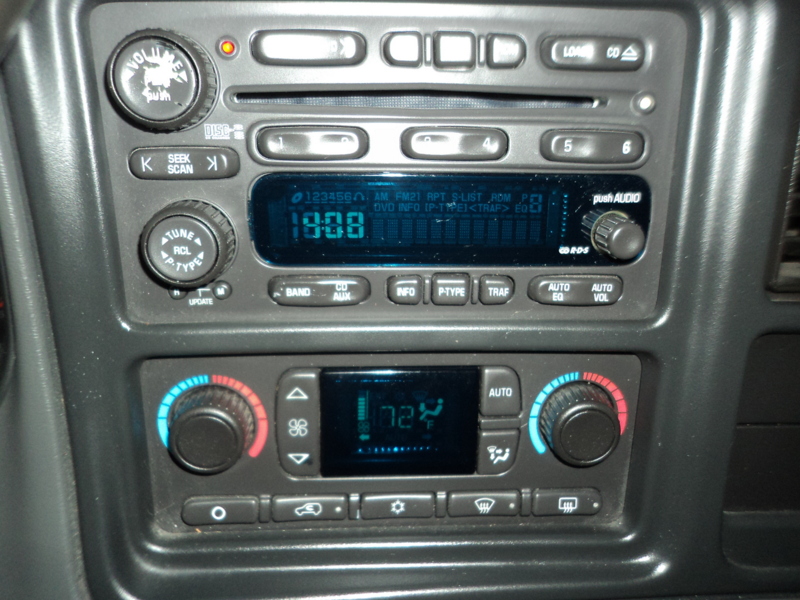 VOLUME
push
LOAD CD
DISC
1 2 3 4 5 6
SEEK
SCAN
123456 AM FM21 RPT S-LIST RDM P
DVD INFO [P-TYPE] <TRAF> EQ
push AUDIO
R·D·S
TUNE
RCL
P-TYPE
H M
UPDATE
BAND
CD
AUX
INFO
P-TYPE
TRAF
AUTO
EQ
AUTO
VOL
72 F
AUTO